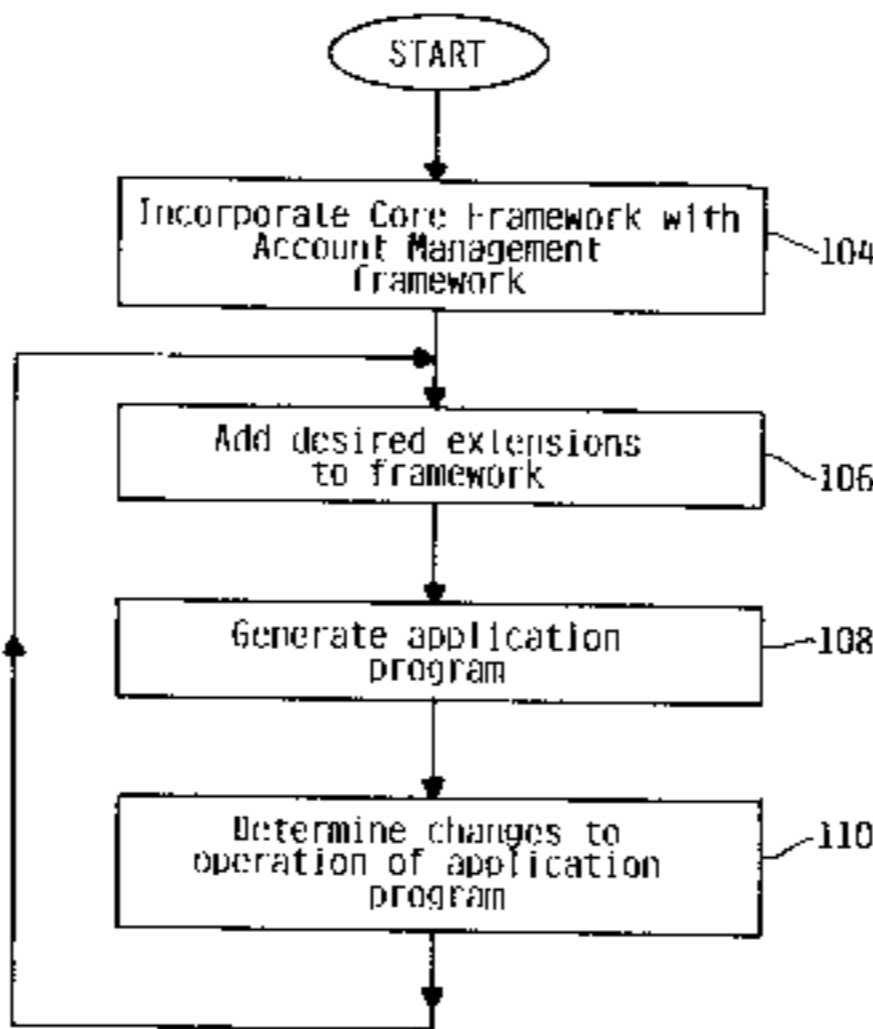 START
Incorporate Core Framework with
Account Management
framework
104
Add desired extensions
to framework
106
Generate application
program
108
Determine changes to
operation of application
program
110